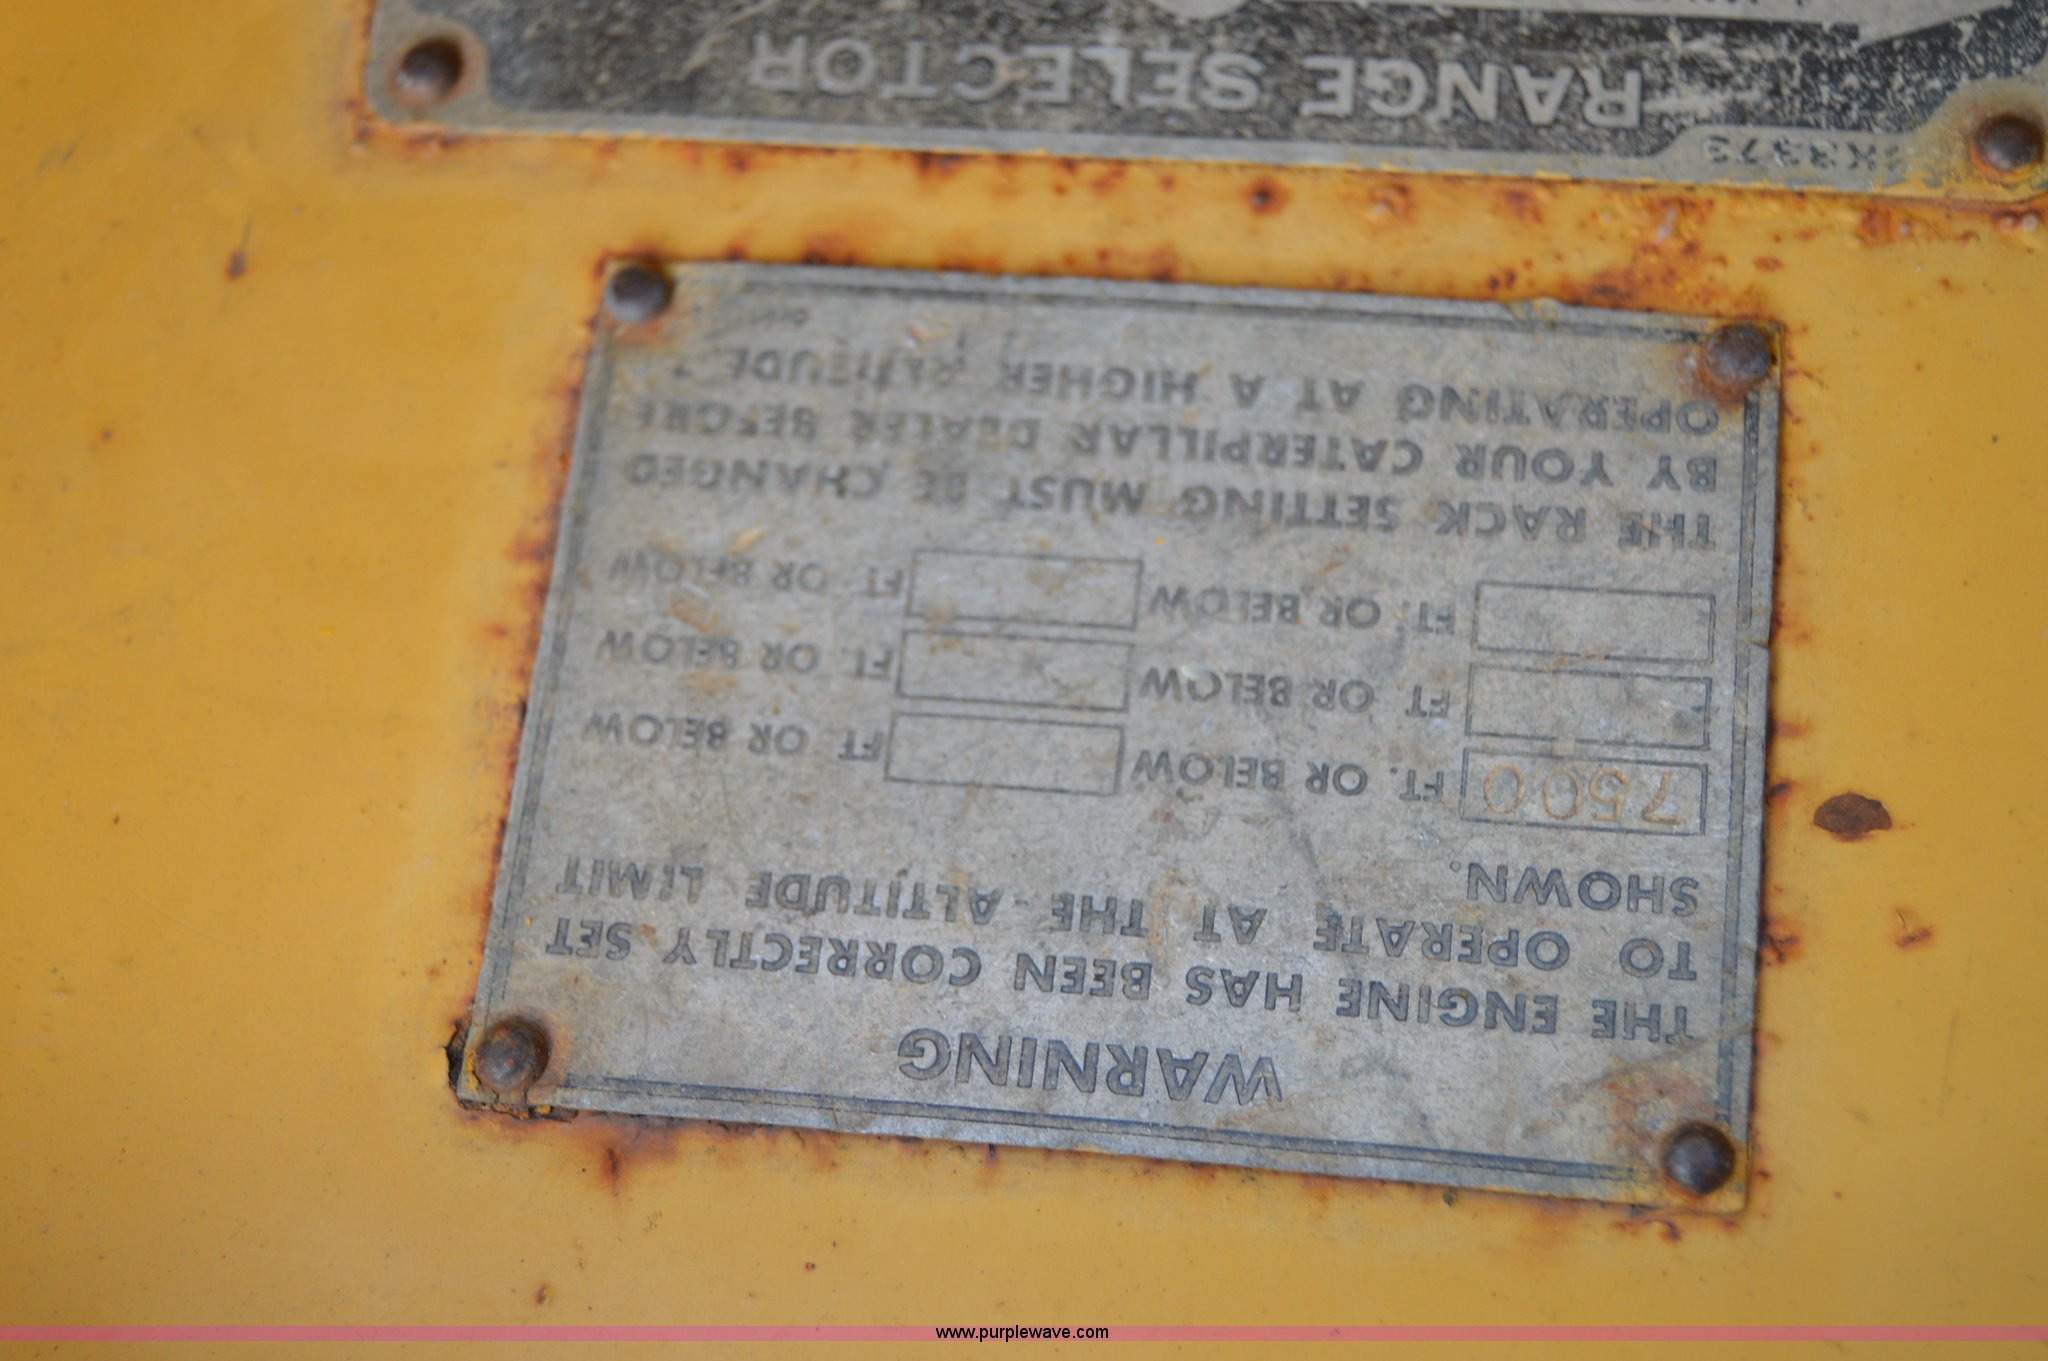 WARNING
THE ENGINE HAS BEEN CORRECTLY SET
TO OPERATE AT THE ALTITUDE LIMIT
SHOWN.
7500 FT. OR BELOW FT. OR BELOW
FT. OR BELOW FT. OR BELOW
FT. OR BELOW FT. OR BELOW
THE RACK SETTING MUST BE CHANGED
BY YOUR CATERPILLAR DEALER BEFORE
OPERATING AT A HIGHER ALTITUDE
RANGE SELECTOR
www.purplewave.com